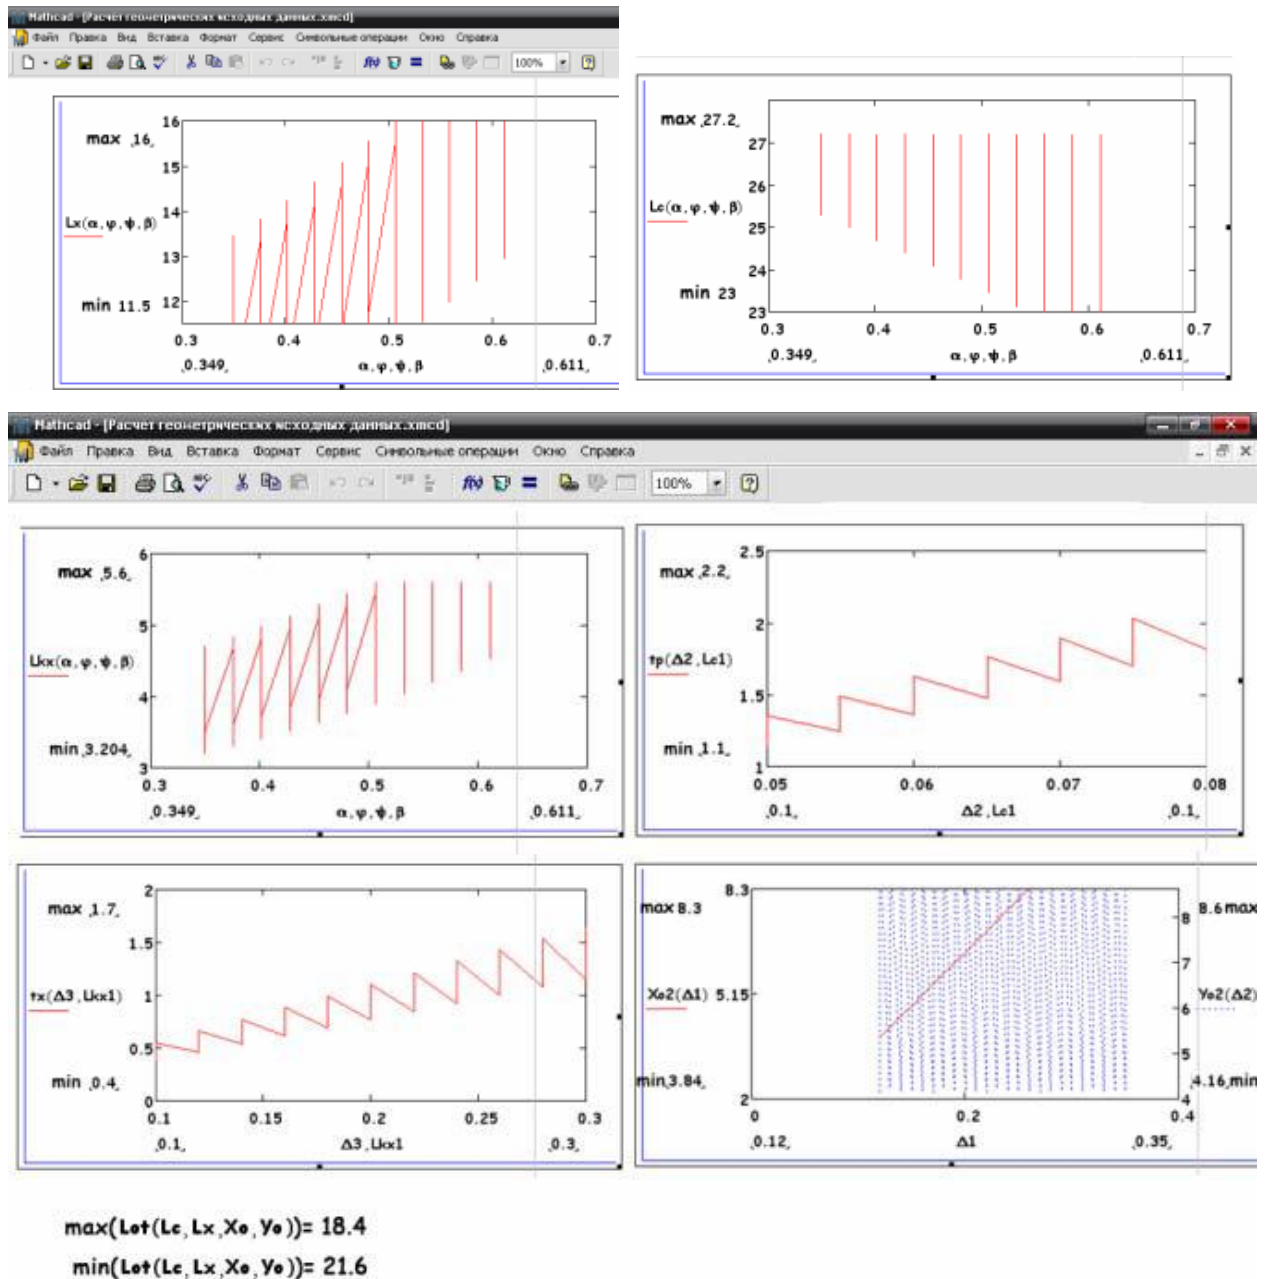 Mathcad - [Расчет геометрических исходных данных.xmcd]
Файл Правка Вид Вставка Формат Сервис Символьные операции Окно Справка
100%
max 16
Lx(α,φ,ψ,β)
min 11.5
16
15
14
13
12
0.3 0.4 0.5 0.6 0.7
0.349 α,φ,ψ,β 0.611
max 27.2
Lc(α,φ,ψ,β)
min 23
27
26
25
24
23
0.3 0.4 0.5 0.6 0.7
0.349 α,φ,ψ,β 0.611
Mathcad - [Расчет геометрических исходных данных.xmcd]
Файл Правка Вид Вставка Формат Сервис Символьные операции Окно Справка
100%
max 5.6
Lkx(α,φ,ψ,β)
min 3.204
6
5
4
3
0.3 0.4 0.5 0.6 0.7
0.349 α,φ,ψ,β 0.611
max 2.2
tp(Δ2,Lc1)
min 1.1
2.5
2
1.5
1
0.05 0.06 0.07 0.08
0.1 Δ2,Lc1 0.1
max 1.7
tx(Δ3,Lkx1)
min 0.4
2
1.5
1
0.5
0
0.1 0.15 0.2 0.25 0.3
0.1 Δ3,Lkx1 0.3
max 8.3
Xo2(Δ1)
min 3.84
8.3
5.15
2
8
7
6
5
4
8.6 max
Yo2(Δ2)
4.16 min
0 0.2 0.4
0.12 Δ1 0.35
max(Lot(Lc,Lx,Xo,Yo))= 18.4
min(Lot(Lc,Lx,Xo,Yo))= 21.6